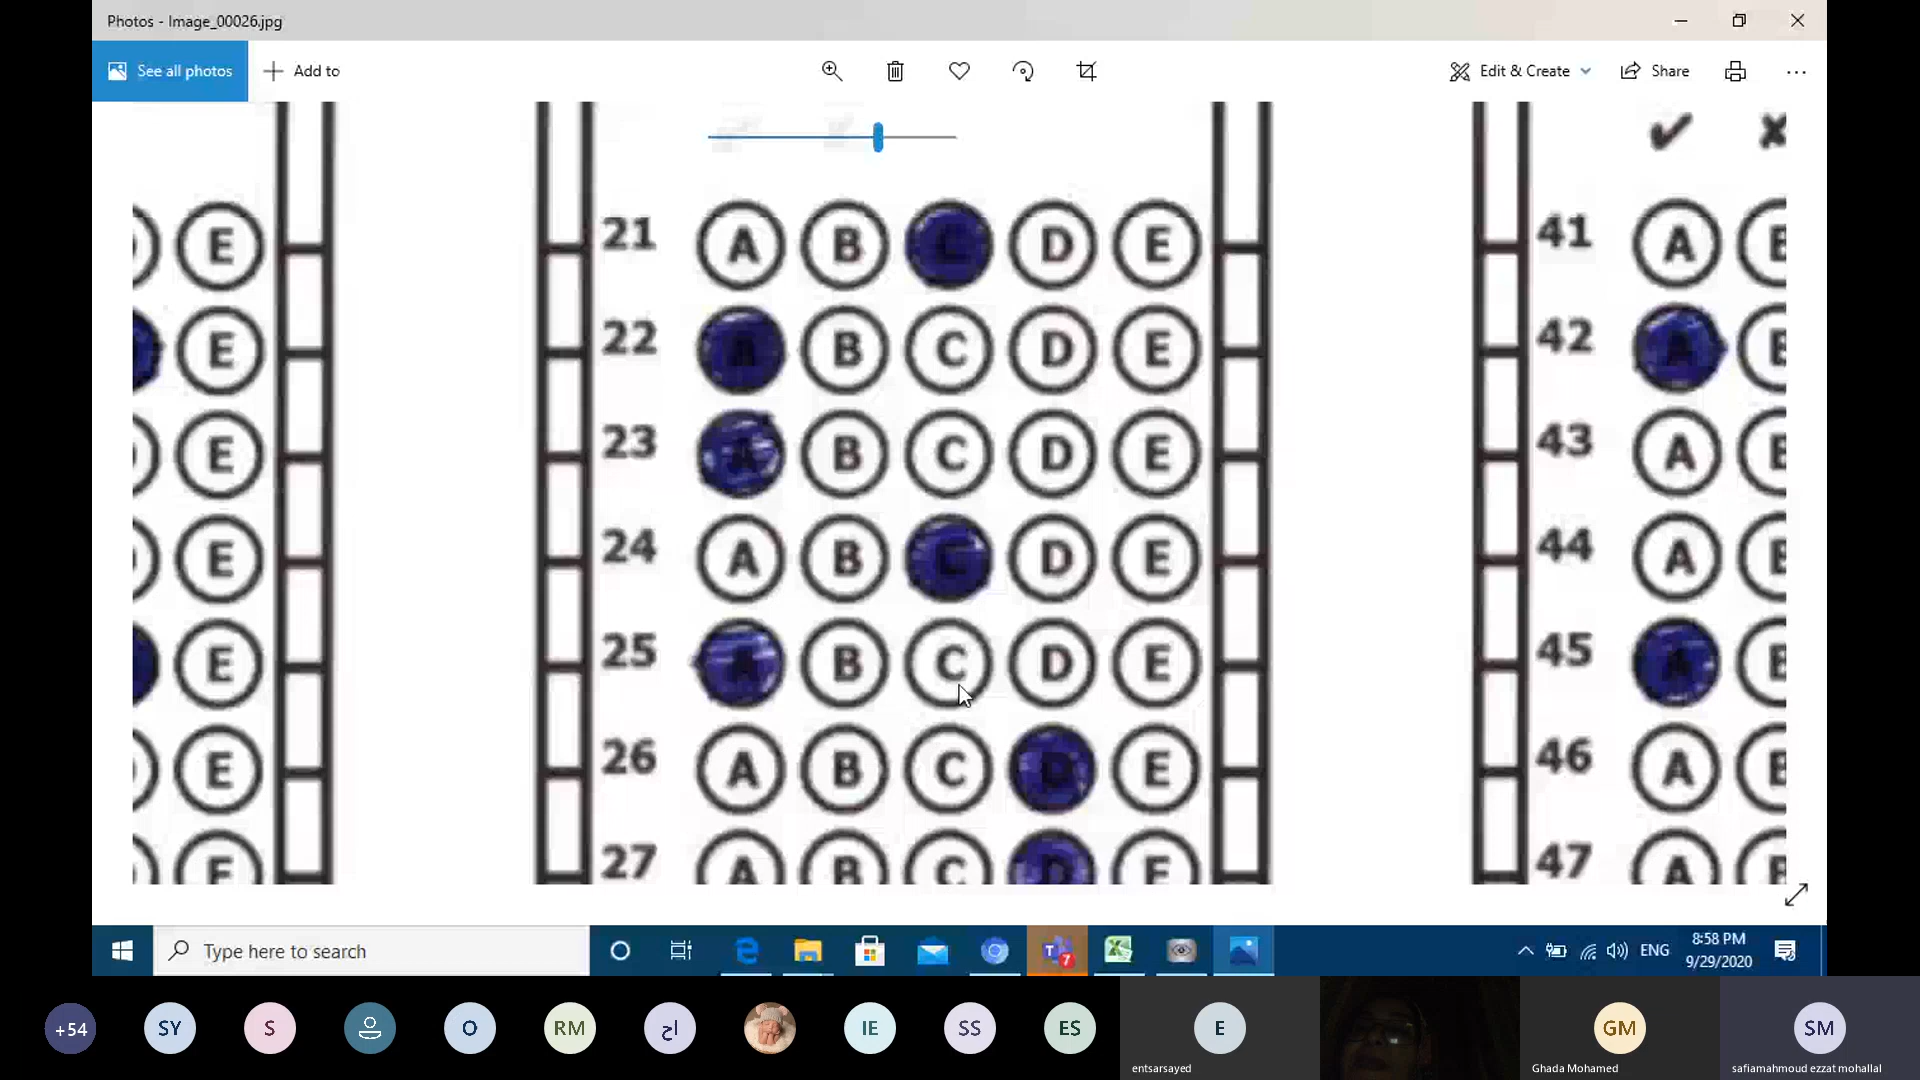 Photos - Image_00026.jpg
See all photos
Add to
Edit & Create
Share
E 21 A B C D E 41 A
E 22 A B C D E 42 A
E 23 A B C D E 43 A
E 24 A B C D E 44 A
E 25 A B C D E 45 A
E 26 A B C D E 46 A
E 27 A B C D E 47 A
Type here to search
7
ENG
8:58 PM
9/29/2020
+54
SY
S
O
RM
اح
IE
SS
ES
E
entsarsayed
GM
Ghada Mohamed
SM
safiamahmoud ezzat mohallal